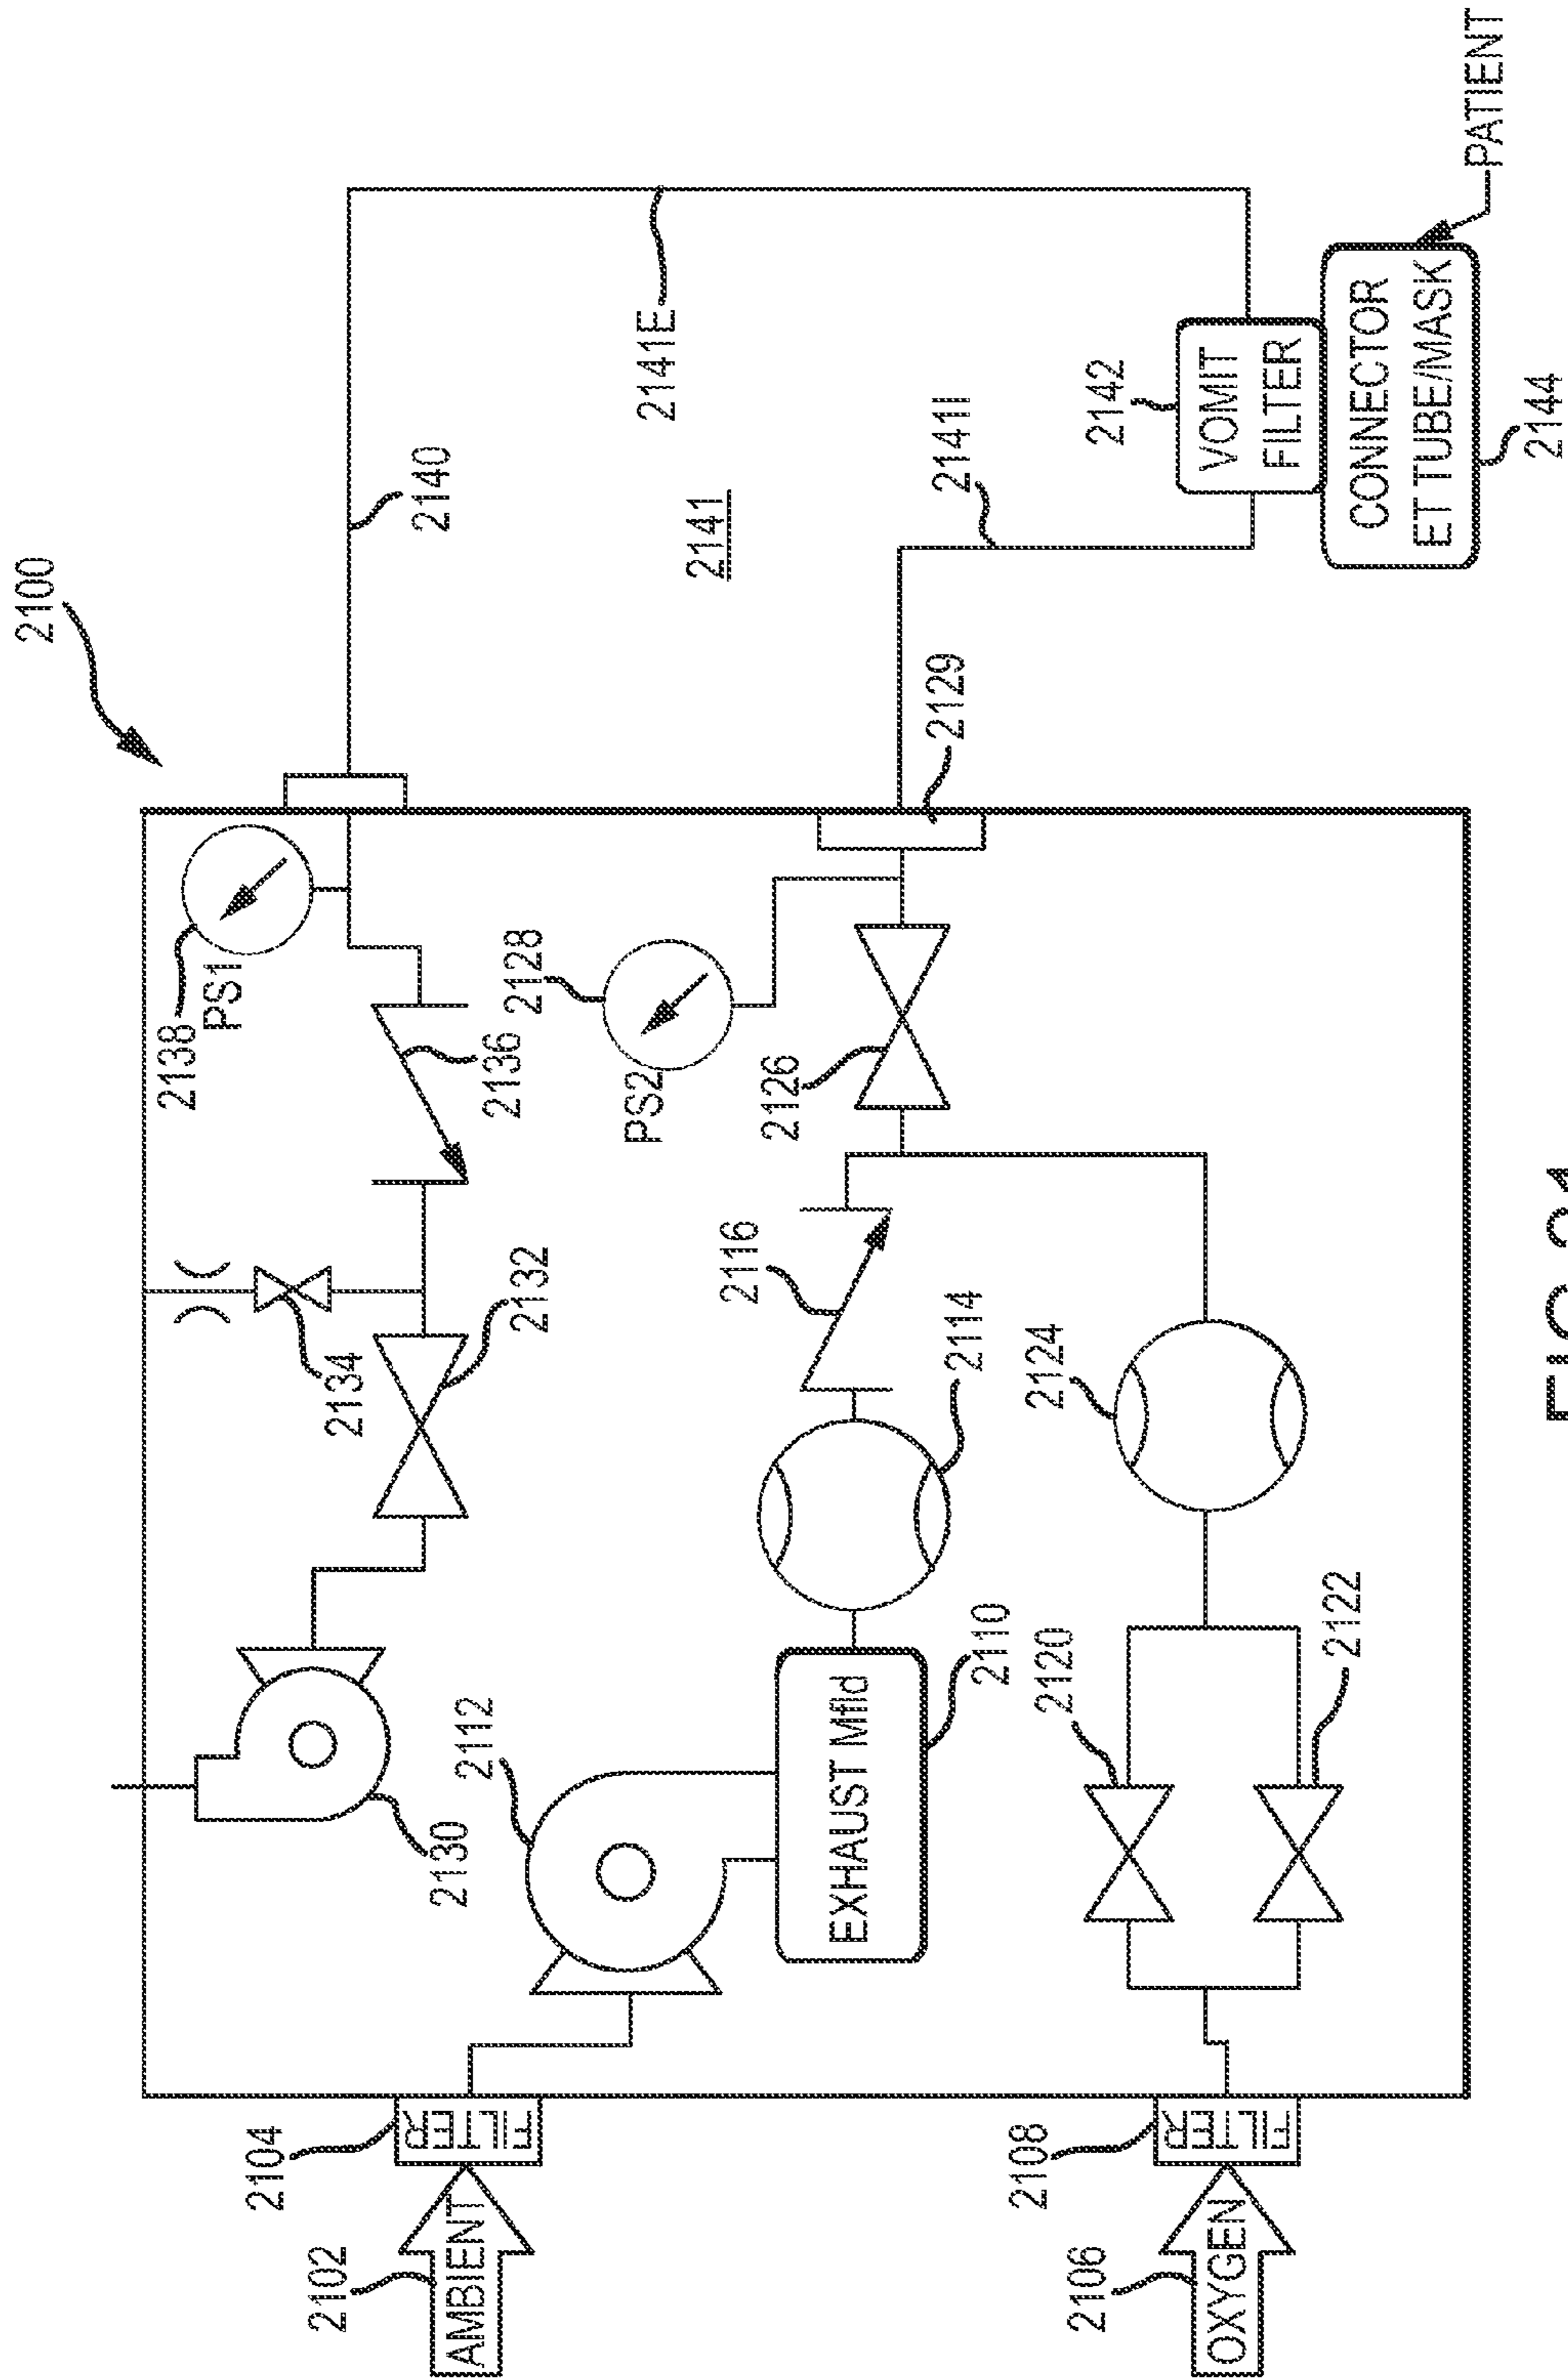 2100
2138
PS1
2140
2134
2132
2136
2130
2141E
2141
PS2
2128
2112
2126
2129
2141I
2142
VOMIT
FILTER
CONNECTOR
ET TUBE/MASK
2144
PATIENT
2102
AMBIENT
2104
FILTER
EXHAUST Mfld
2110
2114
2116
2106
OXYGEN
2108
FILTER
2120
2122
2124
FIG.21